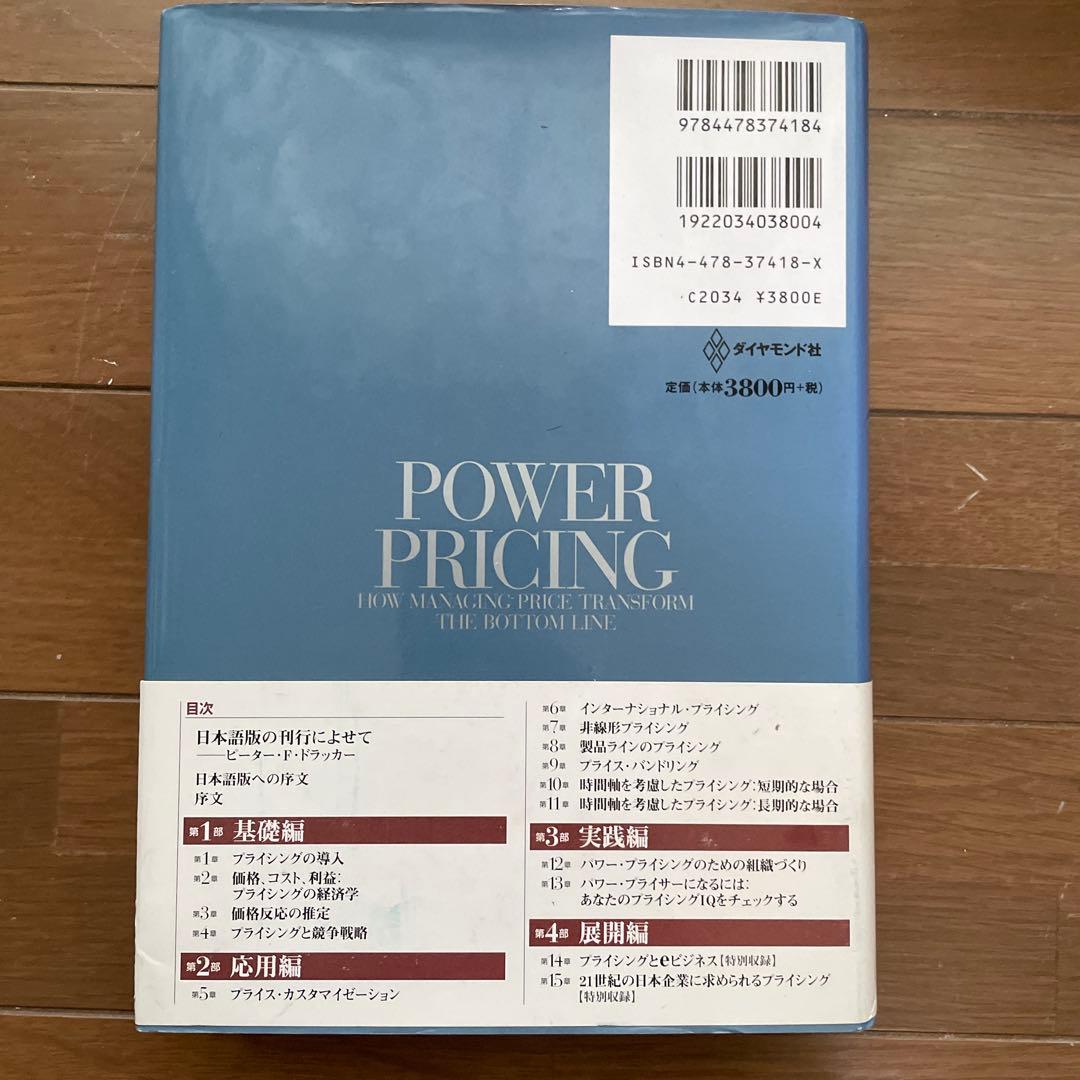 9784478374184
1922034038004
ISBN4-478-37418-X
C2034 ¥3800E
ダイヤモンド社
定価(本体3800円+税)
POWER
PRICING
HOW MANAGING PRICE TRANSFORM
THE BOTTOM LINE
目次
日本語版の刊行によせて
——ピーター・F・ドラッカー
日本語版への序文
序文
第1部 基礎編
第1章 プライシングの導入
第2章 価格、コスト、利益:
プライシングの経済学
第3章 価格反応の推定
第4章 プライシングと競争戦略
第2部 応用編
第5章 プライス・カスタマイゼーション
第6章 インターナショナル・プライシング
第7章 非線形プライシング
第8章 製品ラインのプライシング
第9章 プライス・バンドリング
第10章 時間軸を考慮したプライシング:短期的な場合
第11章 時間軸を考慮したプライシング:長期的な場合
第3部 実践編
第12章 パワー・プライシングのための組織づくり
第13章 パワー・プライサーになるには:
あなたのプライシングIQをチェックする
第4部 展開編
第14章 プライシングとeビジネス【特別収録】
第15章 21世紀の日本企業に求められるプライシング
【特別収録】